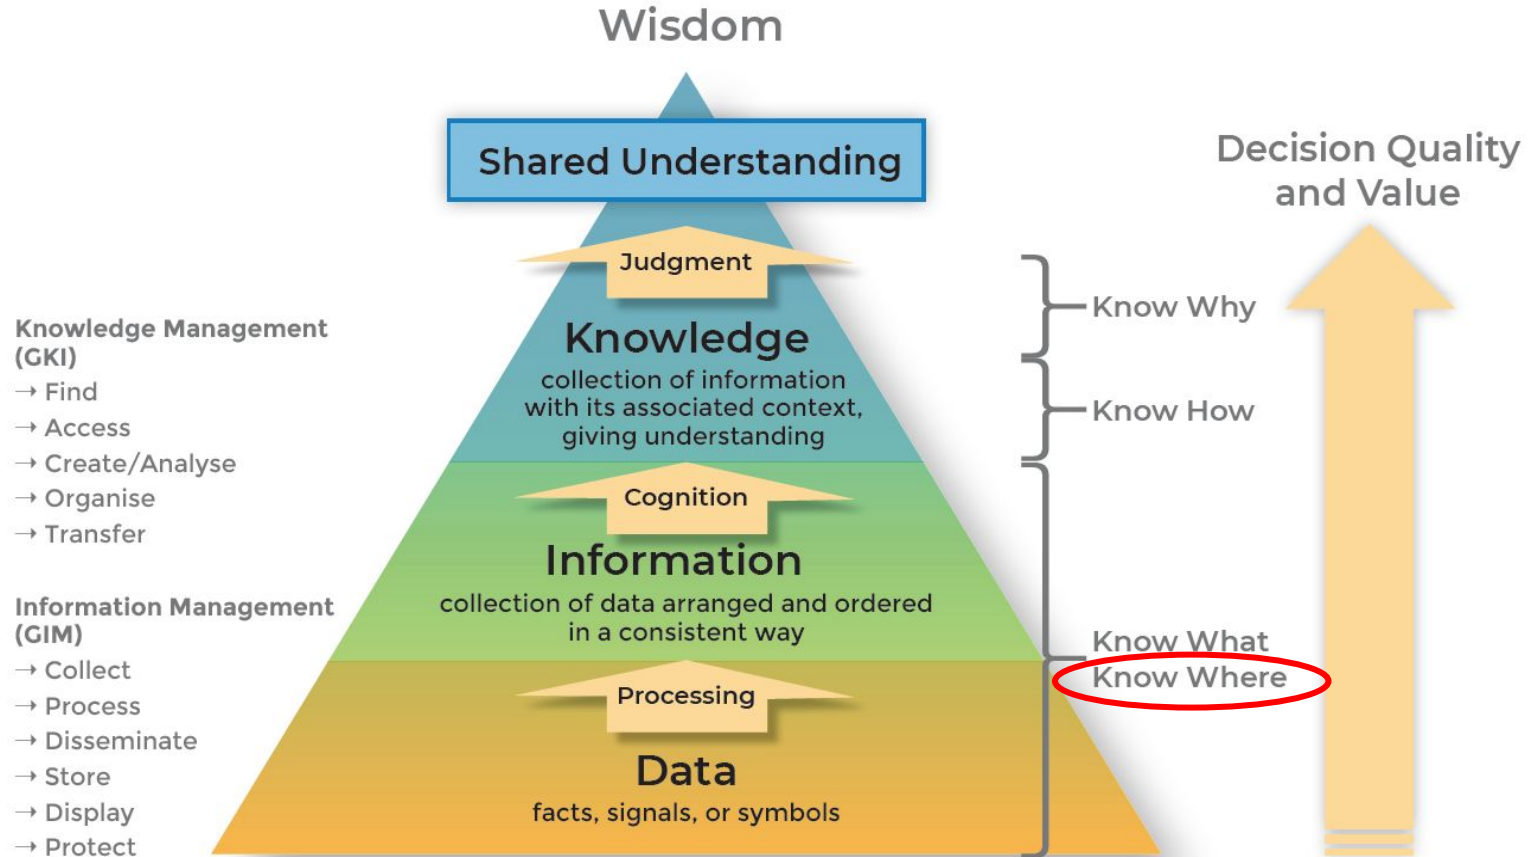 Wisdom
Shared Understanding
Decision Quality
and Value
Judgment
Know Why
Knowledge Management
(GKI)
→ Find
→ Access
→ Create/Analyse
→ Organise
→ Transfer
Knowledge
collection of information
with its associated context,
giving understanding
Know How
Cognition
Information
collection of data arranged and ordered
in a consistent way
Information Management
(GIM)
→ Collect
→ Process
→ Disseminate
→ Store
→ Display
→ Protect
Know What
Know Where
Processing
Data
facts, signals, or symbols